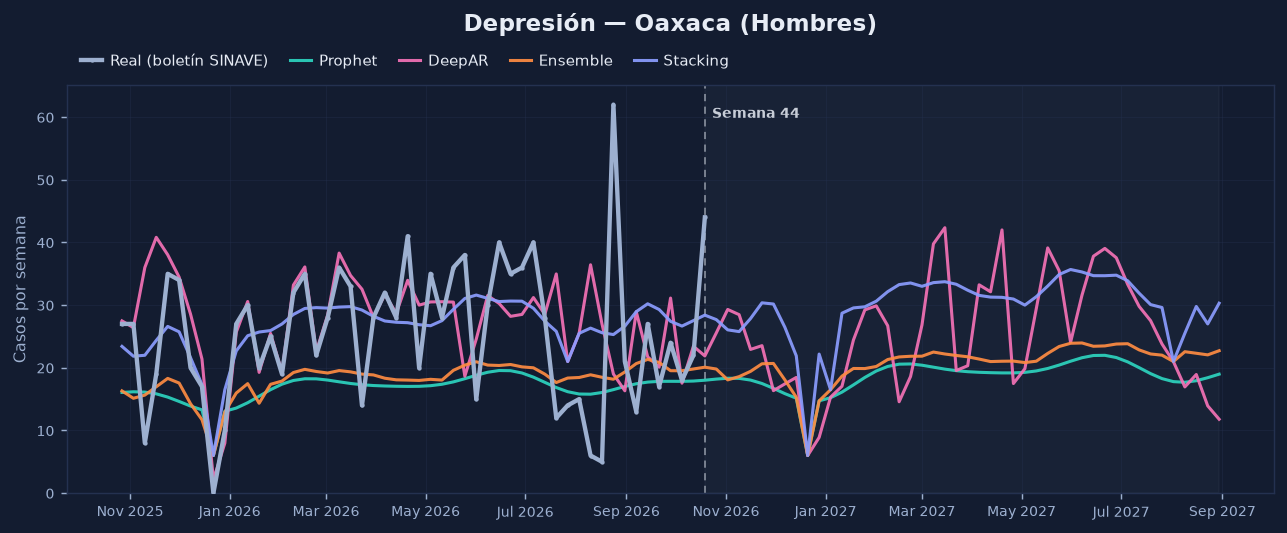 Depresión — Oaxaca (Hombres)
Real (boletín SINAVE) Prophet DeepAR Ensemble Stacking
Semana 44
Casos por semana
60
50
40
30
20
10
0
Nov 2025 Jan 2026 Mar 2026 May 2026 Jul 2026 Sep 2026 Nov 2026 Jan 2027 Mar 2027 May 2027 Jul 2027 Sep 2027